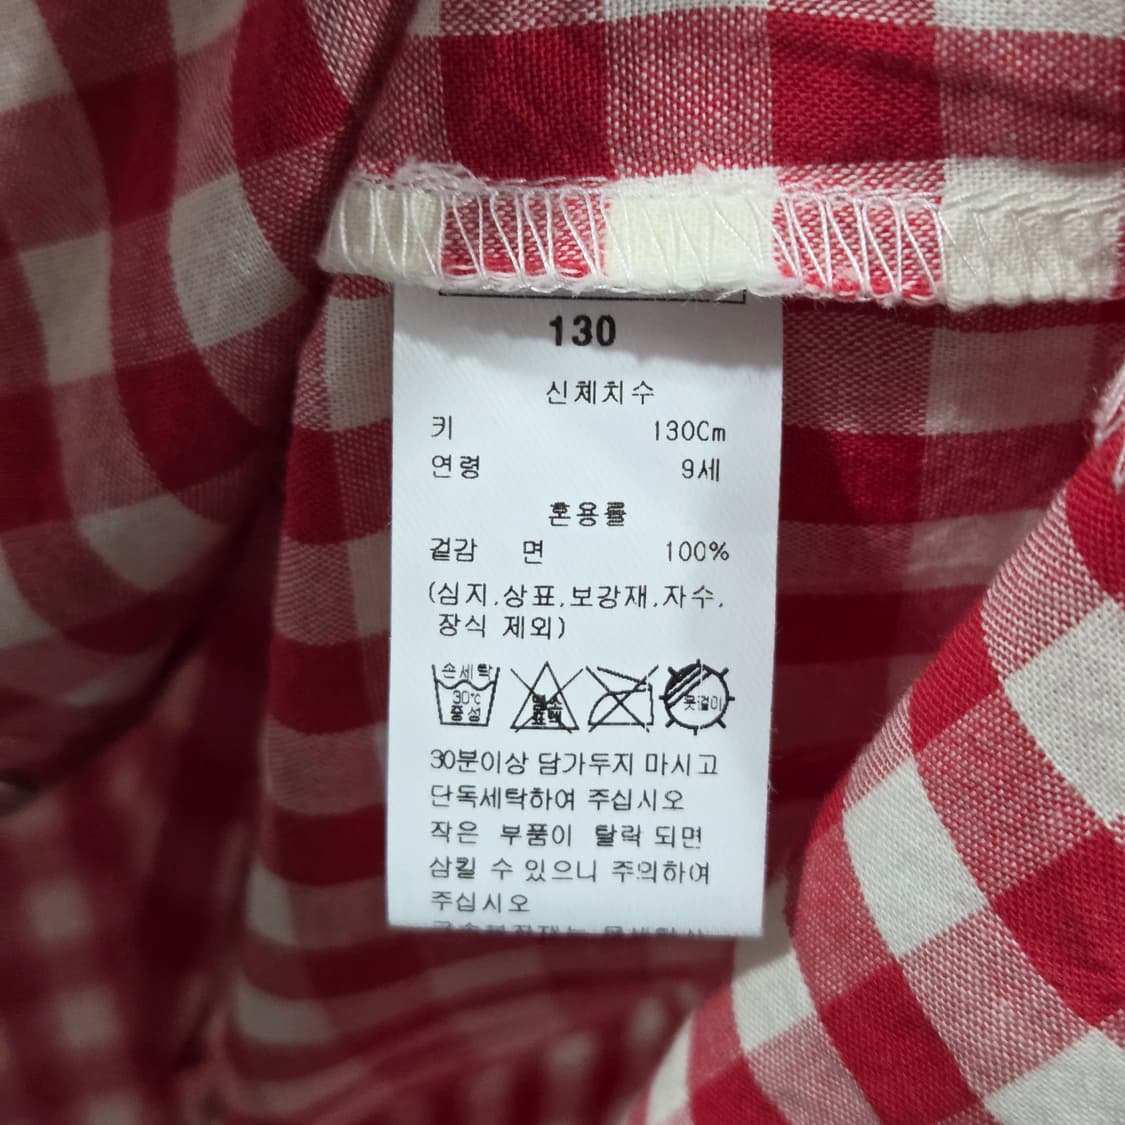 130
신체치수
키 130Cm
연령 9세
혼용률
겉감 면 100%
(심지,상표,보강재,자수,
장식 제외)
손세탁
30℃
중성
염소
표백
옷걸이
30분이상 담가두지 마시고
단독세탁하여 주십시오
작은 부품이 탈락 되면
삼킬 수 있으니 주의하여
주십시오